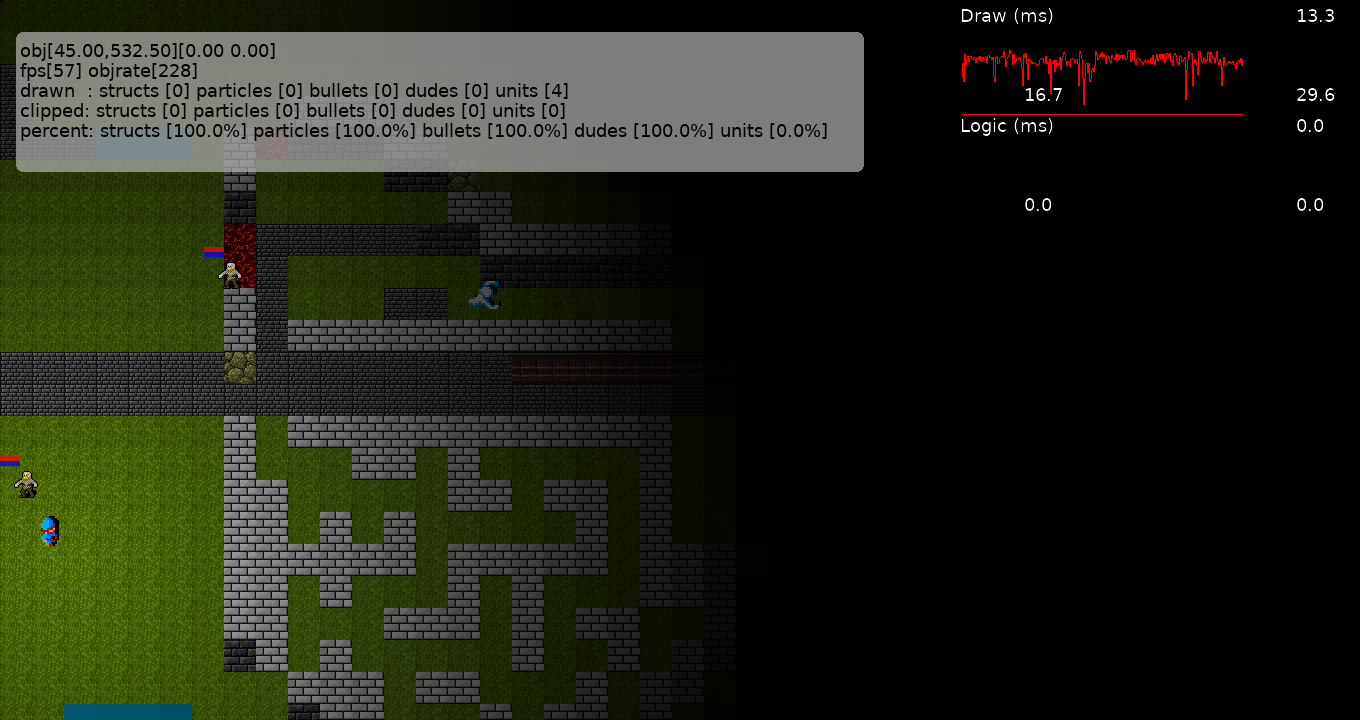 Draw (ms) 13.3
obj[45.00,532.50][0.00 0.00]
fps[57] objrate[228]
drawn  : structs [0] particles [0] bullets [0] dudes [0] units [4]
clipped: structs [0] particles [0] bullets [0] dudes [0] units [0]
percent: structs [100.0%] particles [100.0%] bullets [100.0%] dudes [100.0%] units [0.0%]
16.7 29.6
Logic (ms) 0.0
0.0 0.0